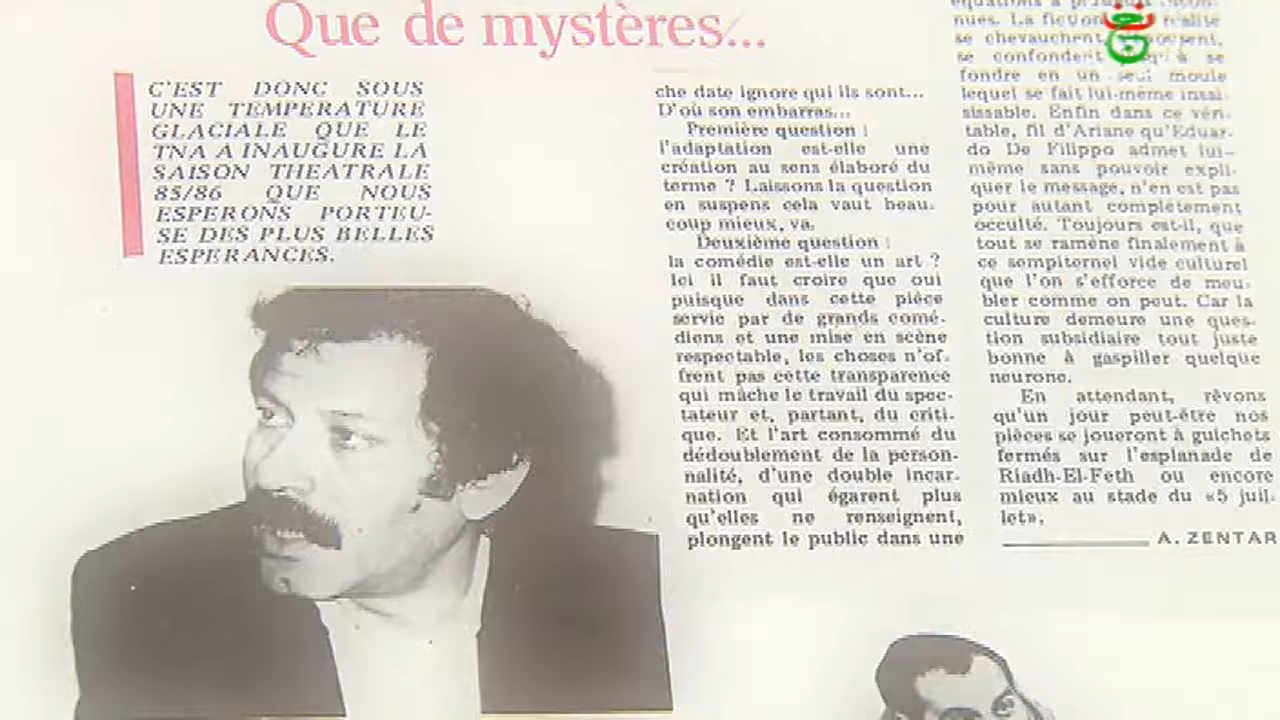 Que de mystères...
C'EST DONC SOUS
UNE TEMPERATURE
GLACIALE QUE LE
TNA A INAUGURE LA
SAISON THEATRALE
85/86 QUE NOUS
ESPERONS PORTEU-
SE DES PLUS BELLES
ESPERANCES.
che date ignore qui ils sont...
D'où son embarras...
Première question :
l'adaptation est-elle une
création au sens élaboré du
terme ? Laissons la question
en suspens cela vaut beau-
coup mieux, va.
Deuxième question :
la comédie est-elle un art ?
Ici il faut croire que oui
puisque dans cette pièce
servie par de grands comé-
diens et une mise en scène
respectable, les choses n'of-
frent pas cette transparence
qui mâche le travail du spec-
tateur et, partant, du criti-
que. Et l'art consommé du
dédoublement de la person-
nalité, d'une double incar-
nation qui égarent plus
qu'elles ne renseignent,
plongent le public dans une
nues. La fiction réalité
se chevauchent,
se confondent à se
fondre en un seul moule
lequel se fait lui-même insai-
sissable. Enfin dans ce véri-
table, fil d'Ariane qu'Eduar-
do De Filippo admet lui-
même sans pouvoir expli-
quer le message, n'en est pas
pour autant complètement
occulté. Toujours est-il, que
tout se ramène finalement à
ce sempiternel vide culturel
que l'on s'efforce de meu-
bler comme on peut. Car la
culture demeure une ques-
tion subsidiaire tout juste
bonne à gaspiller quelque
neurone.
En attendant, rêvons
qu'un jour peut-être nos
pièces se joueront à guichets
fermés sur l'esplanade de
Riadh-El-Feth ou encore
mieux au stade du «5 juil-
let».
A. ZENTAR